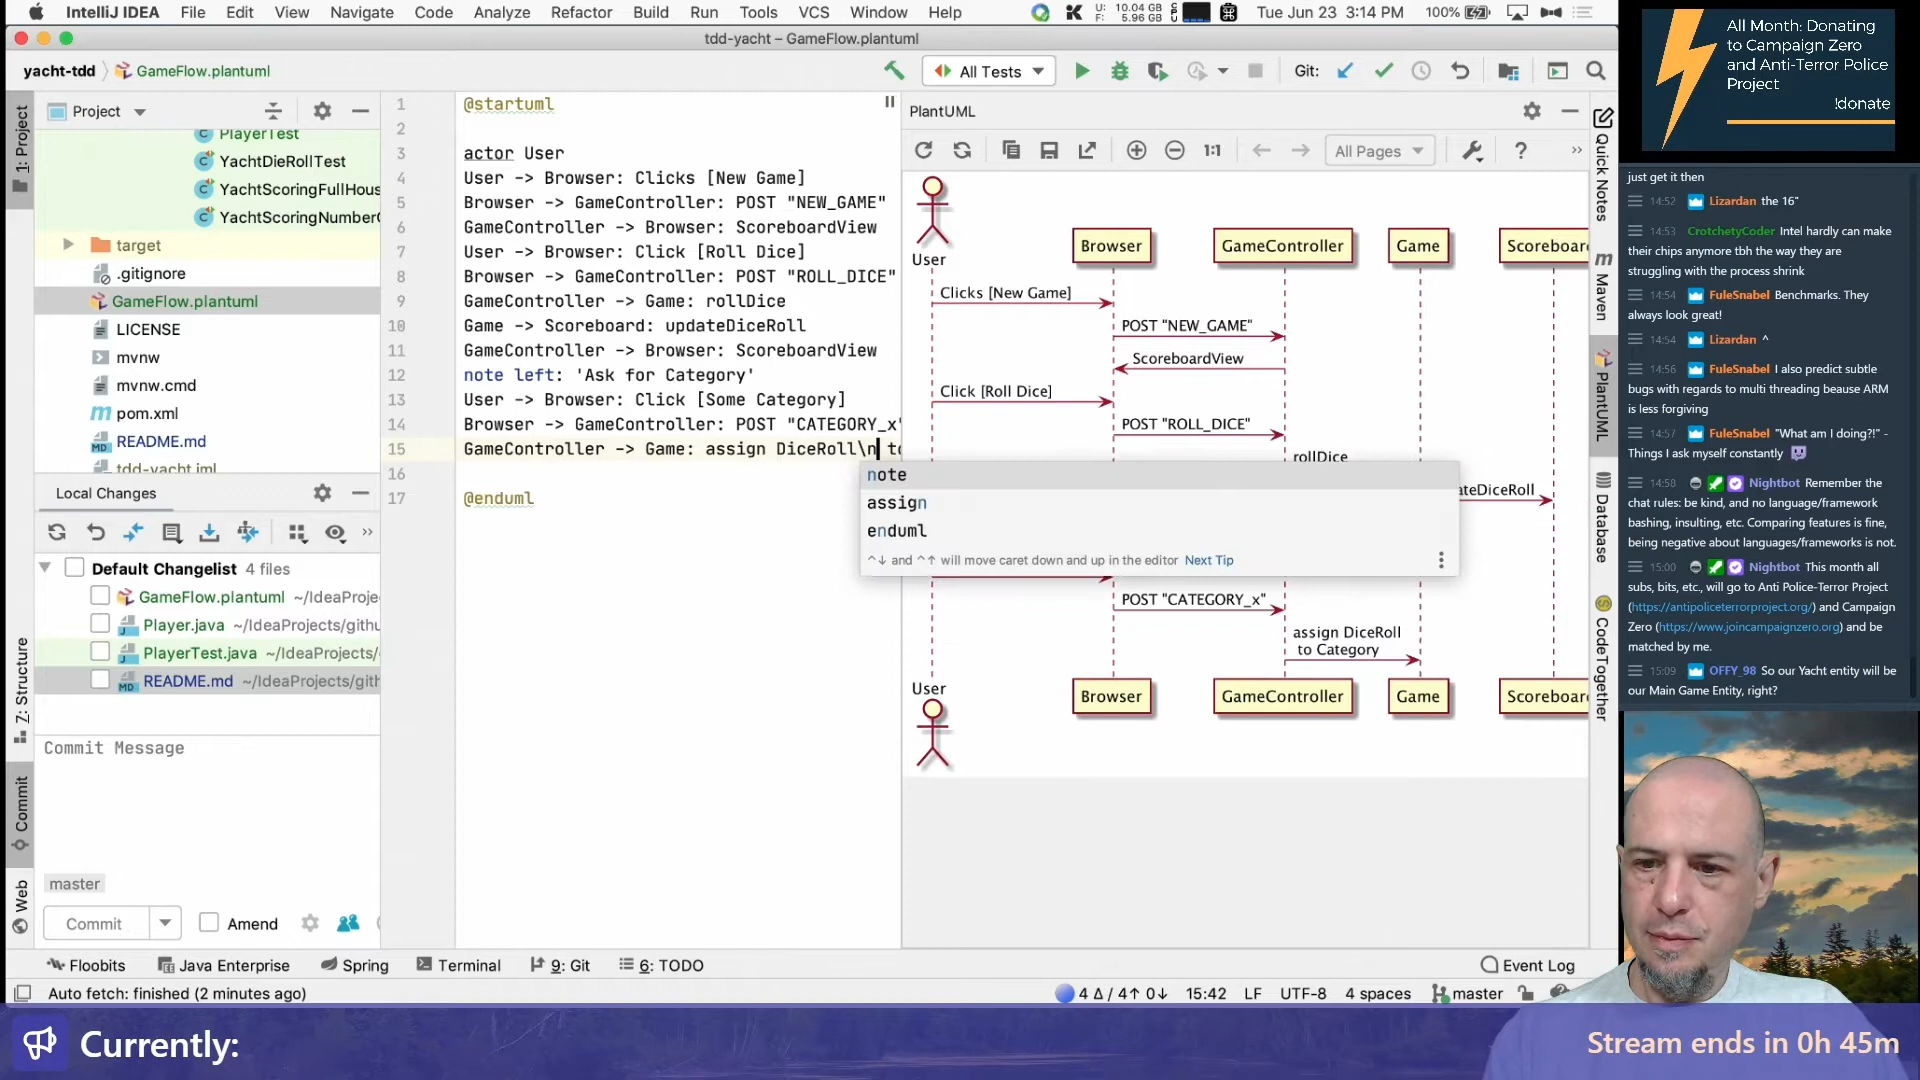 IntelliJ IDEA File Edit View Navigate Code Analyze Refactor Build Run Tools VCS Window Help
U: 10.04 GB
F: 5.96 GB
Tue Jun 23 3:14 PM 100%
tdd-yacht – GameFlow.plantuml
yacht-tdd GameFlow.plantuml
All Tests
Git:
1: Project
Project
PlayerTest
YachtDieRollTest
YachtScoringFullHous
YachtScoringNumber
target
.gitignore
GameFlow.plantuml
LICENSE
mvnw
mvnw.cmd
pom.xml
README.md
tdd-yacht.iml
Local Changes
Default Changelist 4 files
GameFlow.plantuml ~/IdeaProje
Player.java ~/IdeaProjects/githu
PlayerTest.java ~/IdeaProjects/
README.md ~/IdeaProjects/gith
Commit Message
master
Commit
Amend
Z: Structure
Commit
Web
1 @startuml
2
3 actor User
4 User -> Browser: Clicks [New Game]
5 Browser -> GameController: POST "NEW_GAME"
6 GameController -> Browser: ScoreboardView
7 User -> Browser: Click [Roll Dice]
8 Browser -> GameController: POST "ROLL_DICE"
9 GameController -> Game: rollDice
10 Game -> Scoreboard: updateDiceRoll
11 GameController -> Browser: ScoreboardView
12 note left: 'Ask for Category'
13 User -> Browser: Click [Some Category]
14 Browser -> GameController: POST "CATEGORY_x"
15 GameController -> Game: assign DiceRoll\n to
16
17 @enduml
note
assign
enduml
^↓ and ^↑ will move caret down and up in the editor Next Tip
PlantUML
1:1
All Pages
?
User
Browser
GameController
Game
Scoreboar
Clicks [New Game]
POST "NEW_GAME"
ScoreboardView
Click [Roll Dice]
POST "ROLL_DICE"
rollDice
ateDiceRoll
POST "CATEGORY_x"
assign DiceRoll
to Category
User
Browser
GameController
Game
Scoreboar
Quick Notes
Maven
PlantUML
Database
CodeTogether
Floobits
Java Enterprise
Spring
Terminal
9: Git
6: TODO
Event Log
Auto fetch: finished (2 minutes ago)
4 Δ / 4↑ 0↓ 15:42 LF UTF-8 4 spaces master
All Month: Donating
to Campaign Zero
and Anti-Terror Police
Project
!donate
just get it then
14:52 Lizardan the 16"
14:53 CrotchetyCoder Intel hardly can make
their chips anymore tbh the way they are
struggling with the process shrink
14:54 FuleSnabel Benchmarks. They
always look great!
14:54 Lizardan ^
14:56 FuleSnabel I also predict subtle
bugs with regards to multi threading beause ARM
is less forgiving
14:57 FuleSnabel "What am I doing?!" -
Things I ask myself constantly
14:58 Nightbot Remember the
chat rules: be kind, and no language/framework
bashing, insulting, etc. Comparing features is fine,
being negative about languages/frameworks is not.
15:00 Nightbot This month all
subs, bits, etc., will go to Anti Police-Terror Project
(https://antipoliceterrorproject.org/) and Campaign
Zero (https://www.joincampaignzero.org) and be
matched by me.
15:09 OFFY_98 So our Yacht entity will be
our Main Game Entity, right?
Currently:
Stream ends in 0h 45m